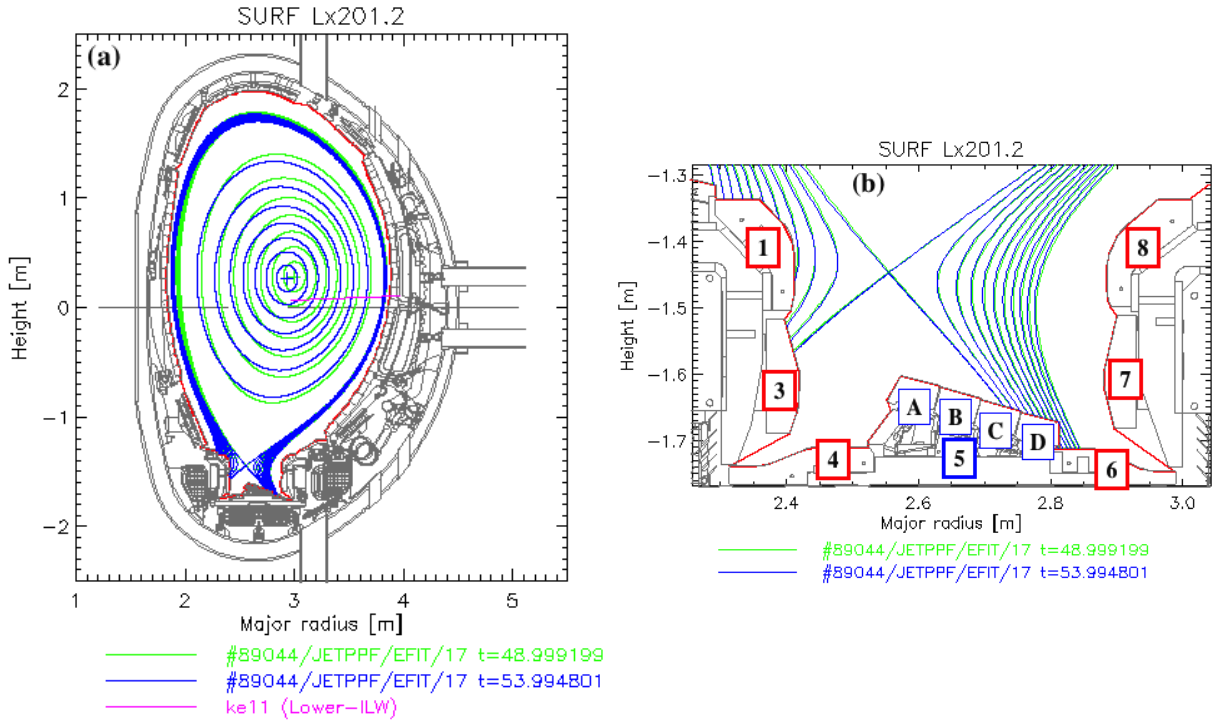 SURF Lx201.2
(a)
2
1
0
-1
-2
Height [m]
1 2 3 4 5
Major radius [m]
#89044/JETPPF/EFIT/17 t=48.999199
#89044/JETPPF/EFIT/17 t=53.994801
ke11 (Lower-ILW)
SURF Lx201.2
(b)
-1.3
-1.4
-1.5
-1.6
-1.7
Height [m]
1
8
3
7
A
B
C
D
4
5
6
2.4 2.6 2.8 3.0
Major radius [m]
#89044/JETPPF/EFIT/17 t=48.999199
#89044/JETPPF/EFIT/17 t=53.994801